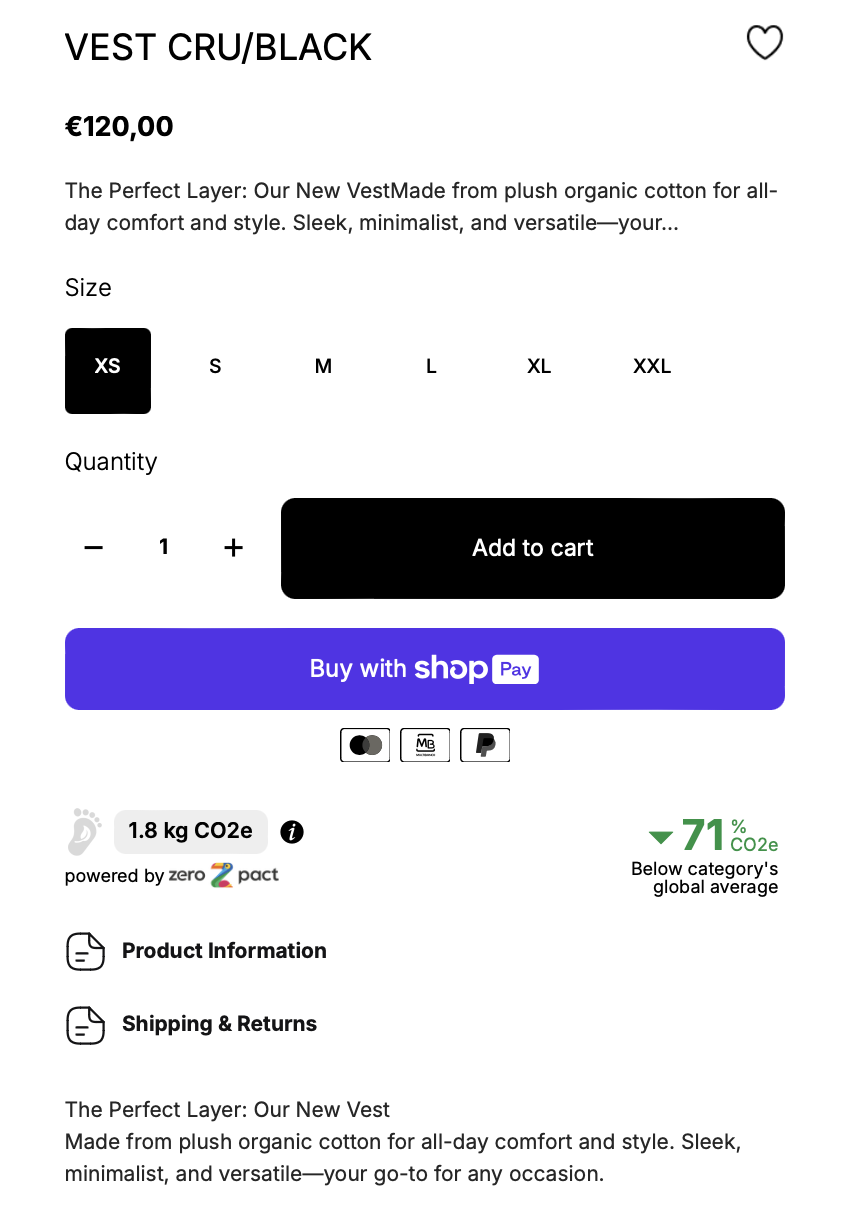 VEST CRU/BLACK
€120,00
The Perfect Layer: Our New VestMade from plush organic cotton for all-
day comfort and style. Sleek, minimalist, and versatile—your...
Size
XS S M L XL XXL
Quantity
− 1 + Add to cart
Buy with shop Pay
MB
1.8 kg CO2e i
71 % CO2e
powered by zero Z pact
Below category's
global average
Product Information
Shipping & Returns
The Perfect Layer: Our New Vest
Made from plush organic cotton for all-day comfort and style. Sleek,
minimalist, and versatile—your go-to for any occasion.